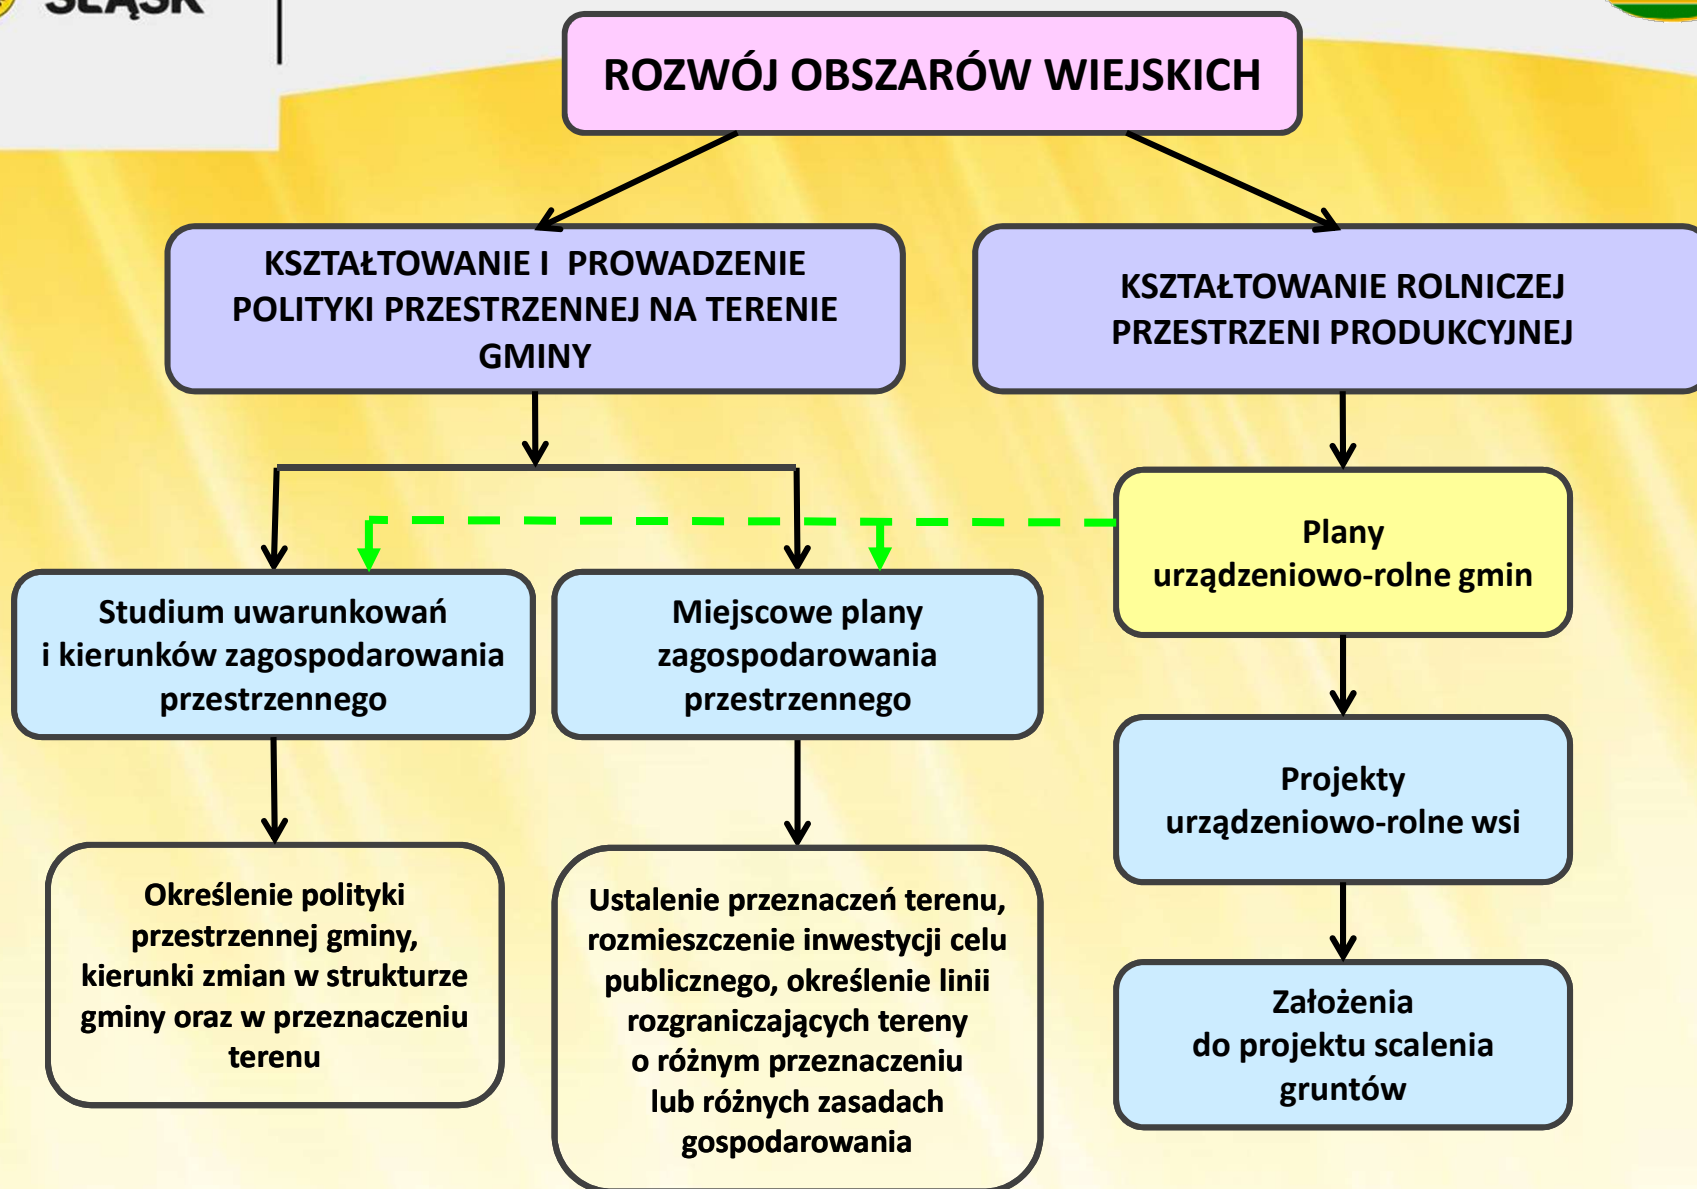 ŚLĄSK
ROZWÓJ OBSZARÓW WIEJSKICH
KSZTAŁTOWANIE I PROWADZENIE
POLITYKI PRZESTRZENNEJ NA TERENIE
GMINY
KSZTAŁTOWANIE ROLNICZEJ
PRZESTRZENI PRODUKCYJNEJ
Plany
urządzeniowo-rolne gmin
Studium uwarunkowań
i kierunków zagospodarowania
przestrzennego
Miejscowe plany
zagospodarowania
przestrzennego
Projekty
urządzeniowo-rolne wsi
Określenie polityki
przestrzennej gminy,
kierunki zmian w strukturze
gminy oraz w przeznaczeniu
terenu
Ustalenie przeznaczeń terenu,
rozmieszczenie inwestycji celu
publicznego, określenie linii
rozgraniczających tereny
o różnym przeznaczeniu
lub różnych zasadach
gospodarowania
Założenia
do projektu scalenia
gruntów